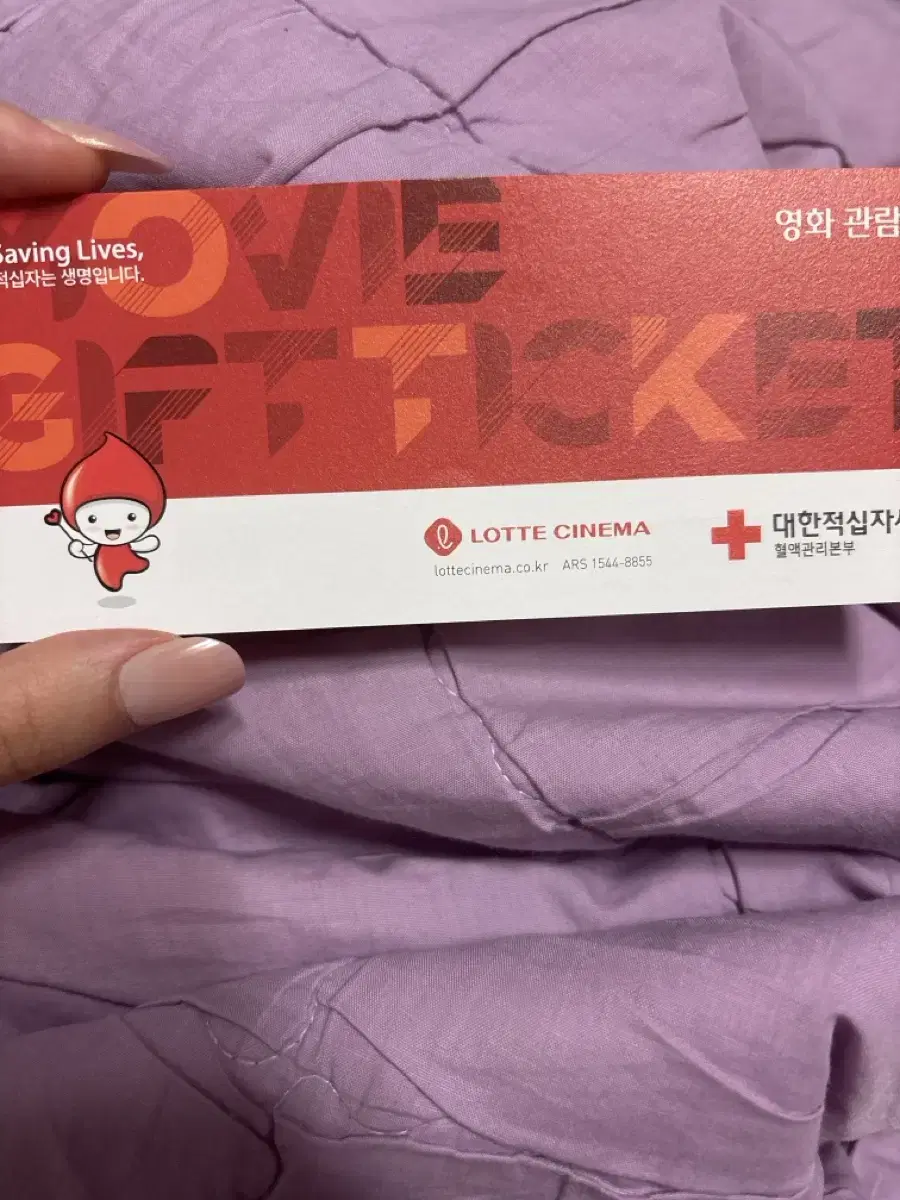 Saving Lives,
적십자는 생명입니다.
영화 관람
MOVIE
GIFT TICKET
LOTTE CINEMA
lottecinema.co.kr ARS 1544-8855
대한적십자사
혈액관리본부